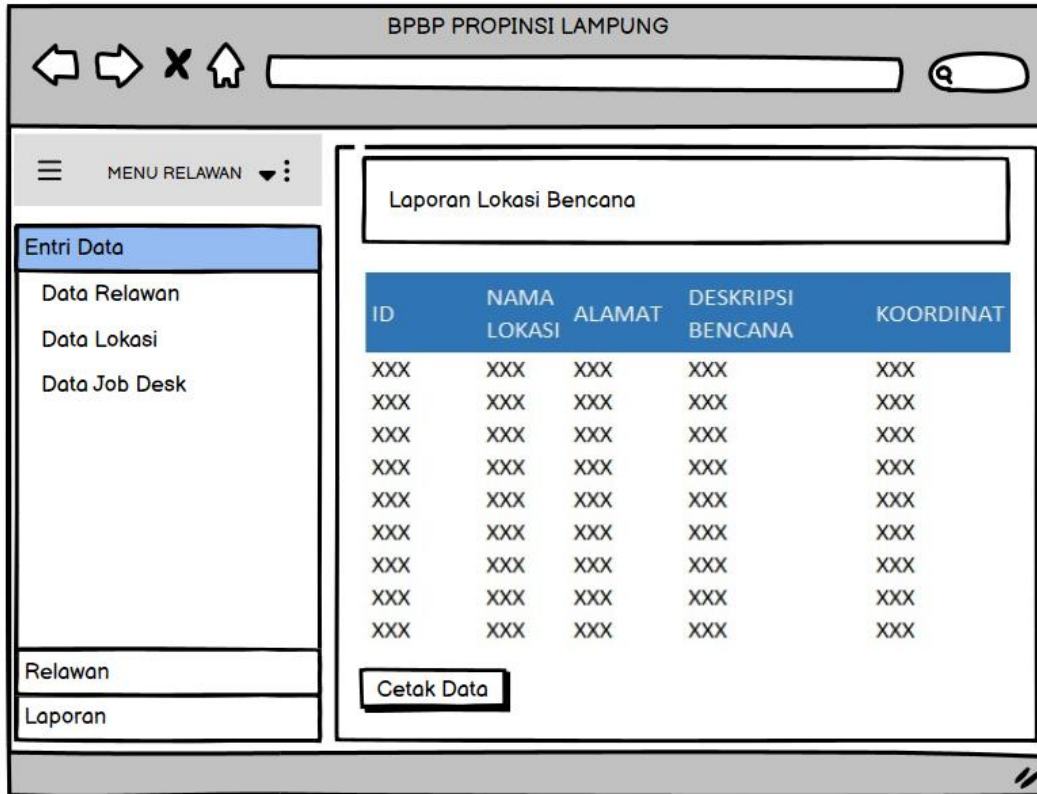 BPBP PROPINSI LAMPUNG
MENU RELAWAN
Entri Data
Data Relawan
Data Lokasi
Data Job Desk
Relawan
Laporan
Laporan Lokasi Bencana
ID NAMA LOKASI ALAMAT DESKRIPSI BENCANA KOORDINAT
XXX XXX XXX XXX XXX
XXX XXX XXX XXX XXX
XXX XXX XXX XXX XXX
XXX XXX XXX XXX XXX
XXX XXX XXX XXX XXX
XXX XXX XXX XXX XXX
XXX XXX XXX XXX XXX
XXX XXX XXX XXX XXX
XXX XXX XXX XXX XXX
Cetak Data